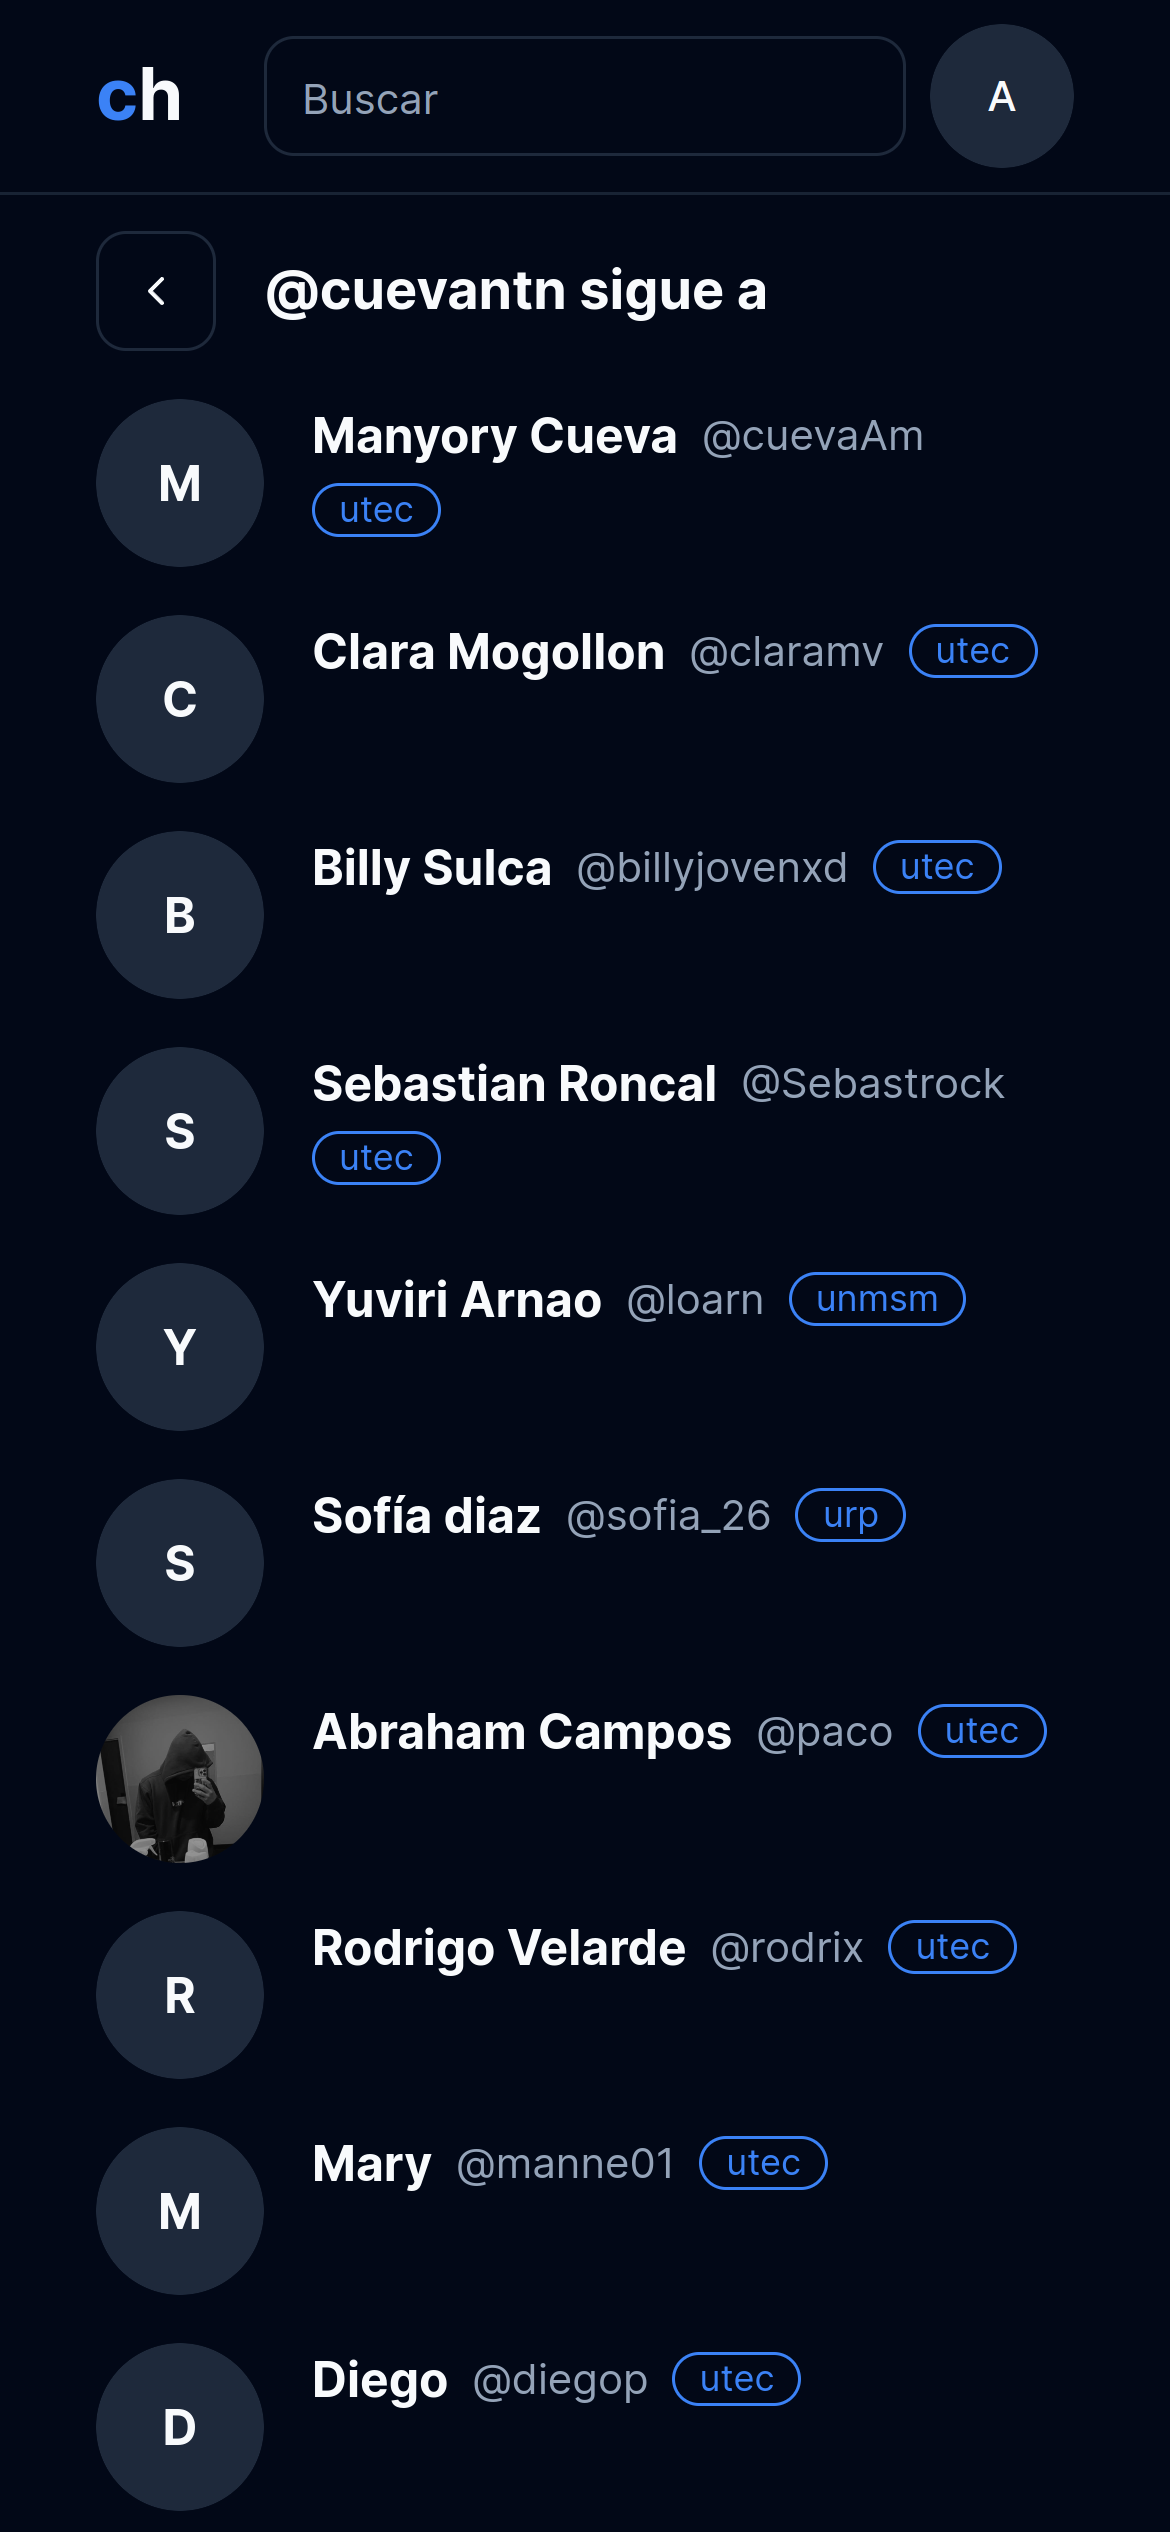 ch Buscar A
@cuevantn sigue a
M Manyory Cueva @cuevaAm
utec
C Clara Mogollon @claramv utec
B Billy Sulca @billyjovenxd utec
S Sebastian Roncal @Sebastrock
utec
Y Yuviri Arnao @loarn unmsm
S Sofía diaz @sofia_26 urp
Abraham Campos @paco utec
R Rodrigo Velarde @rodrix utec
M Mary @manne01 utec
D Diego @diegop utec